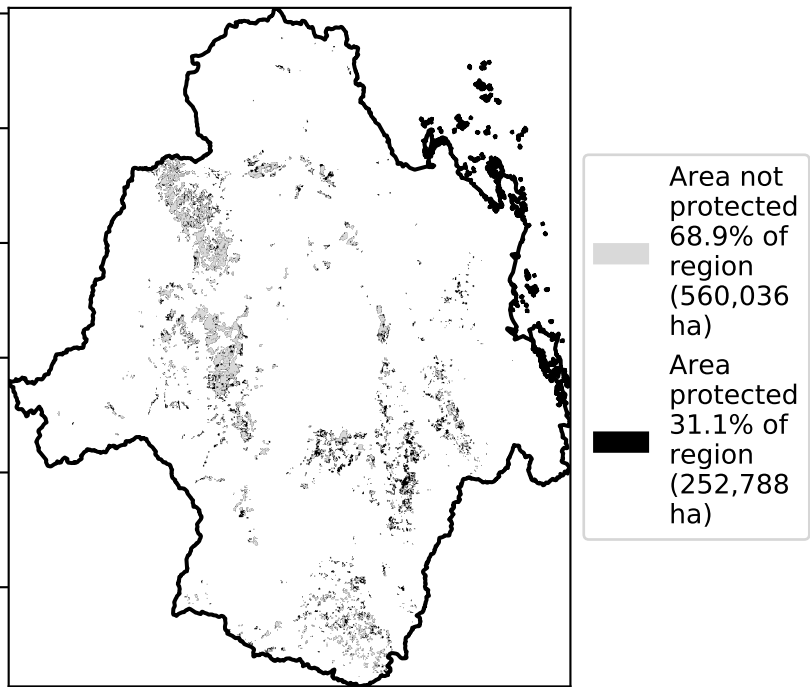 Area not
protected
68.9% of
region
(560,036
ha)
Area
protected
31.1% of
region
(252,788
ha)